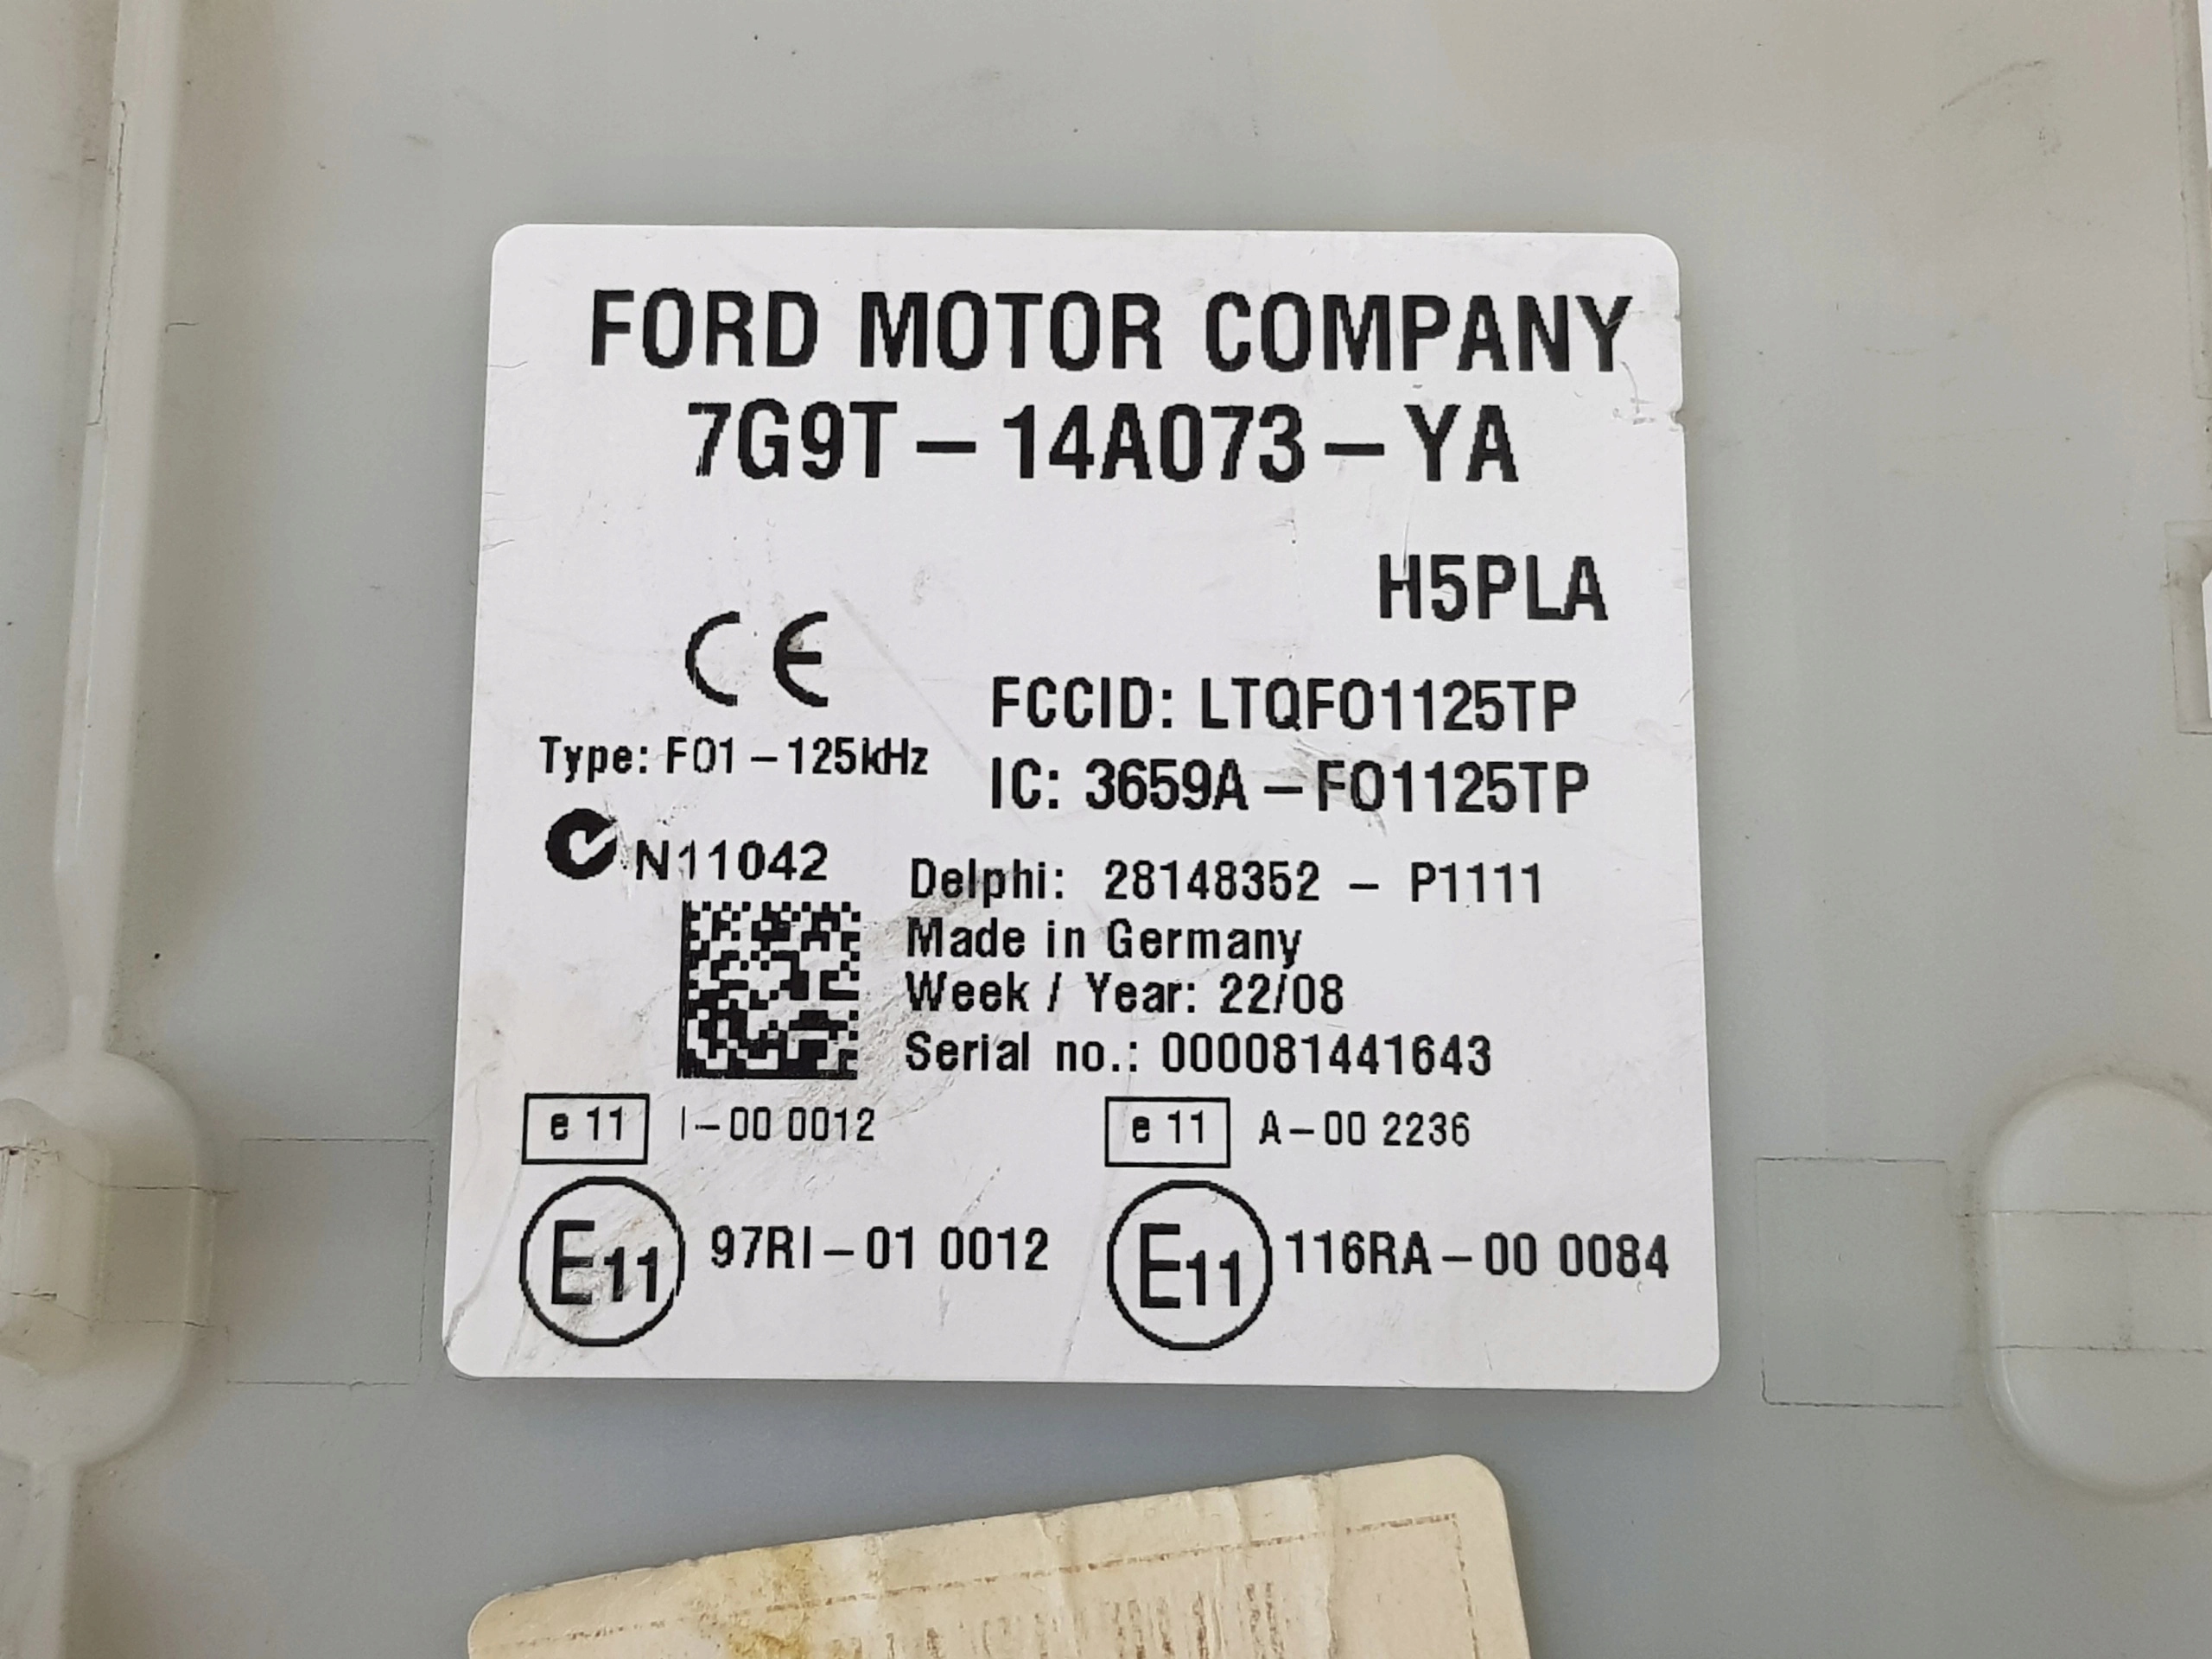 FORD MOTOR COMPANY
7G9T-14A073-YA
H5PLA
CE
FCCID: LTQFO1125TP
Type: FO1-125kHz
IC: 3659A-FO1125TP
N11042
Delphi: 28148352 - P1111
Made in Germany
Week / Year: 22/08
Serial no.: 000081441643
e 11 I-00 0012
e 11 A-00 2236
E11 97RI-01 0012
E11 116RA-00 0084